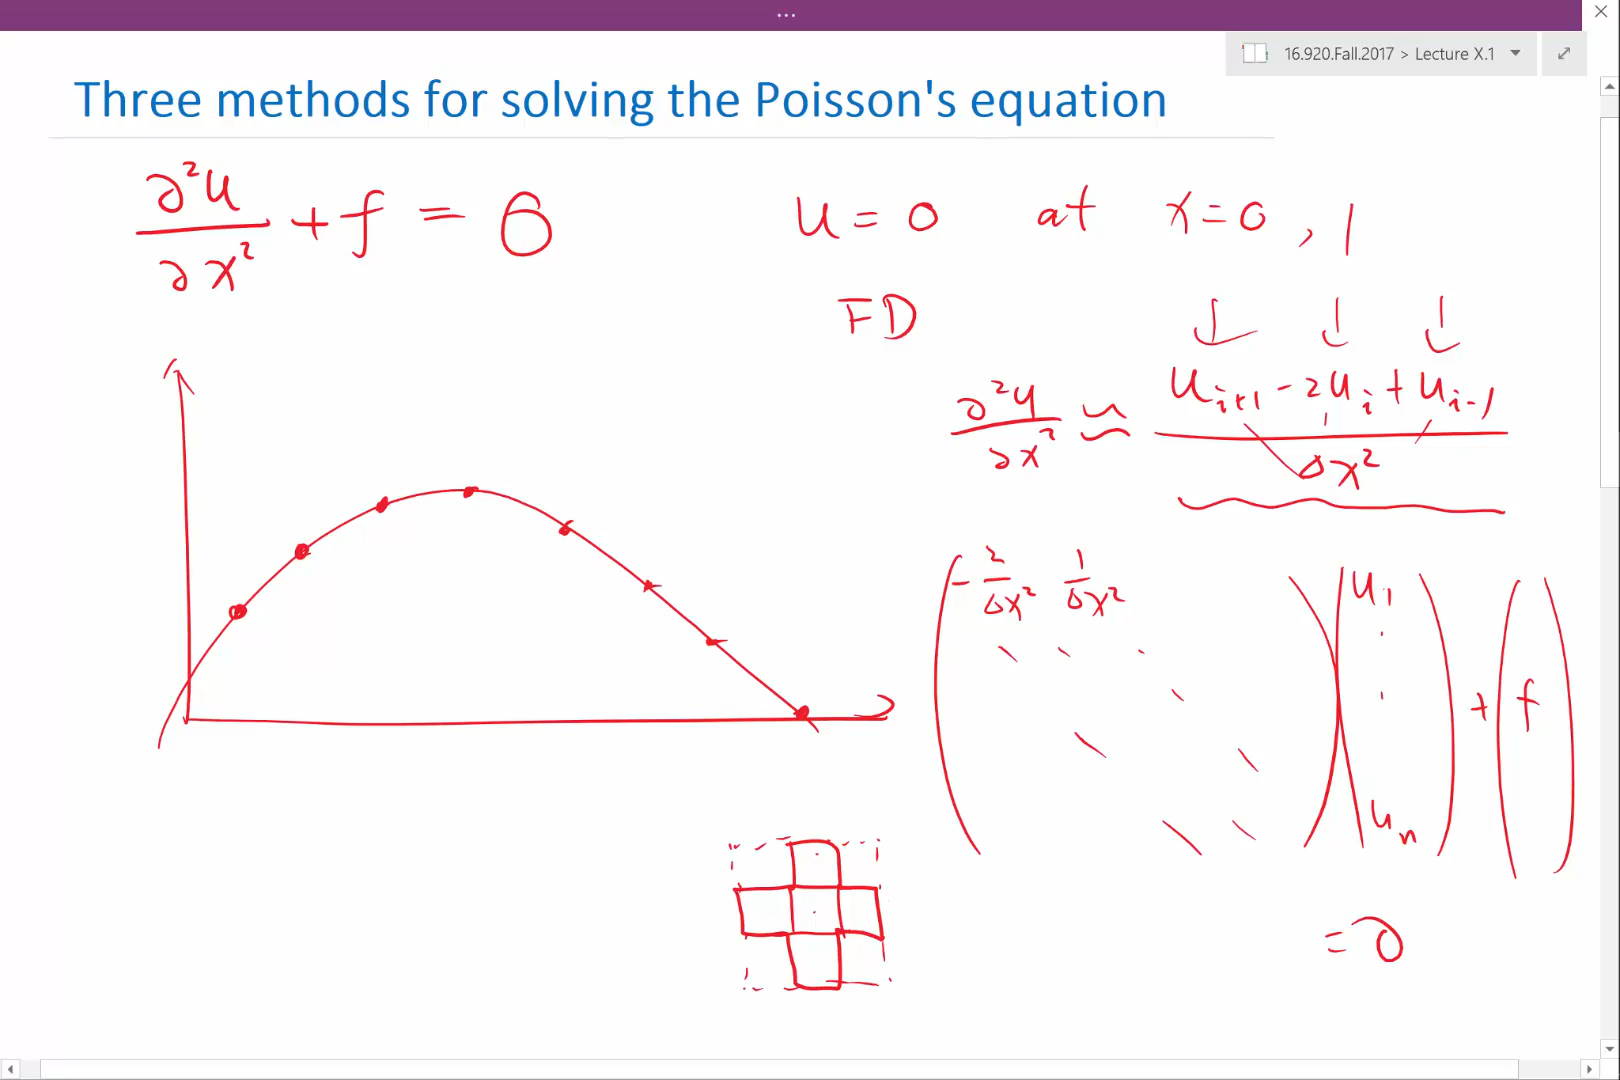 ...
16.920.Fall.2017 > Lecture X.1
Three methods for solving the Poisson's equation
∂²u/∂x² + f = 0
u = 0 at x=0, 1
FD
∂²u/∂x² ≈ (u_{i+1} - 2u_i + u_{i-1})/Δx²
( -2/Δx² 1/Δx² ) ( u_1 ⋮ u_n ) + ( f )
= 0